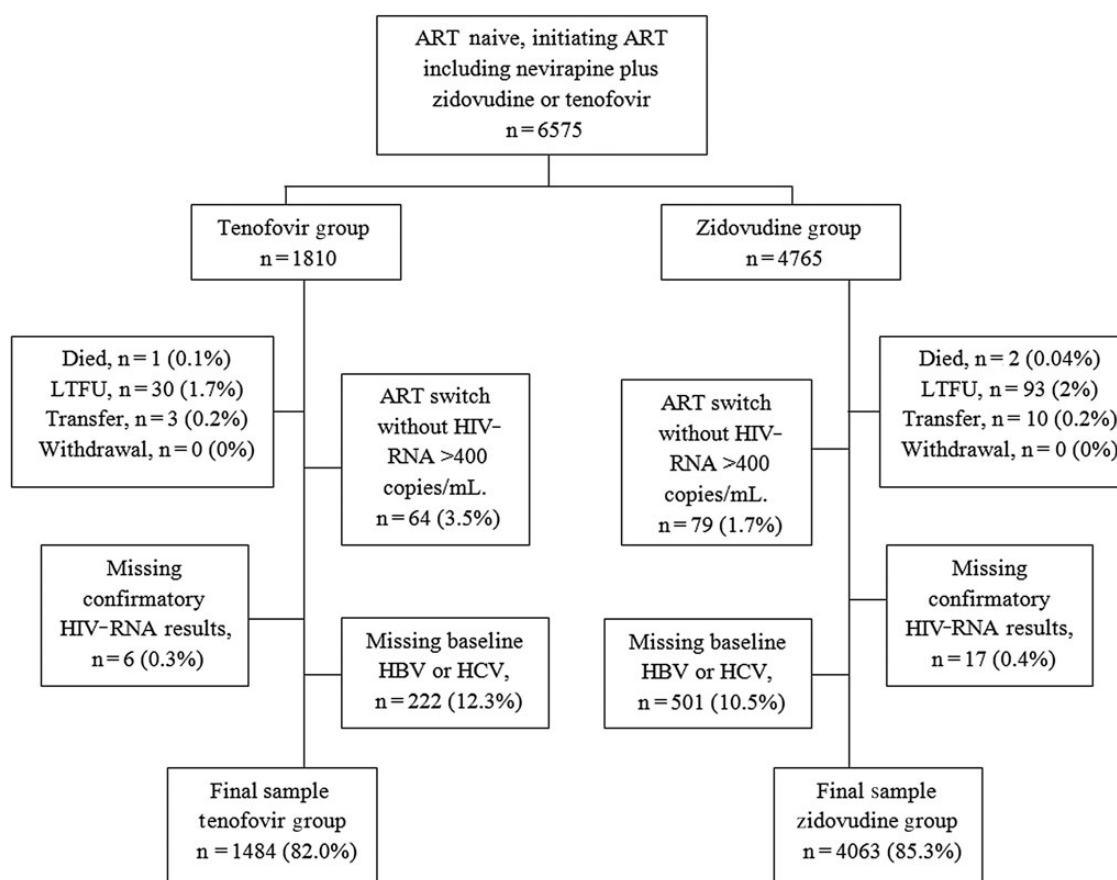 ART naive, initiating ART
including nevirapine plus
zidovudine or tenofovir
n=6575
Tenofovir group
n=1810
Zidovudine group
n=4765
Died, n=1 (0.1%)
LTFU, n=30 (1.7%)
Transfer, n=3 (0.2%)
Withdrawal, n=0 (0%)
ART switch
without HIV-
RNA >400
copies/mL.
n=64 (3.5%)
ART switch
without HIV-
RNA >400
copies/mL.
n=79 (1.7%)
Died, n=2 (0.04%)
LTFU, n=93 (2%)
Transfer, n=10 (0.2%)
Withdrawal, n=0 (0%)
Missing
confirmatory
HIV-RNA results,
n=6 (0.3%)
Missing baseline
HBV or HCV,
n=222 (12.3%)
Missing baseline
HBV or HCV,
n=501 (10.5%)
Missing
confirmatory
HIV-RNA results,
n=17 (0.4%)
Final sample
tenofovir group
n =1484 (82.0%)
Final sample
zidovudine group
n=4063 (85.3%)